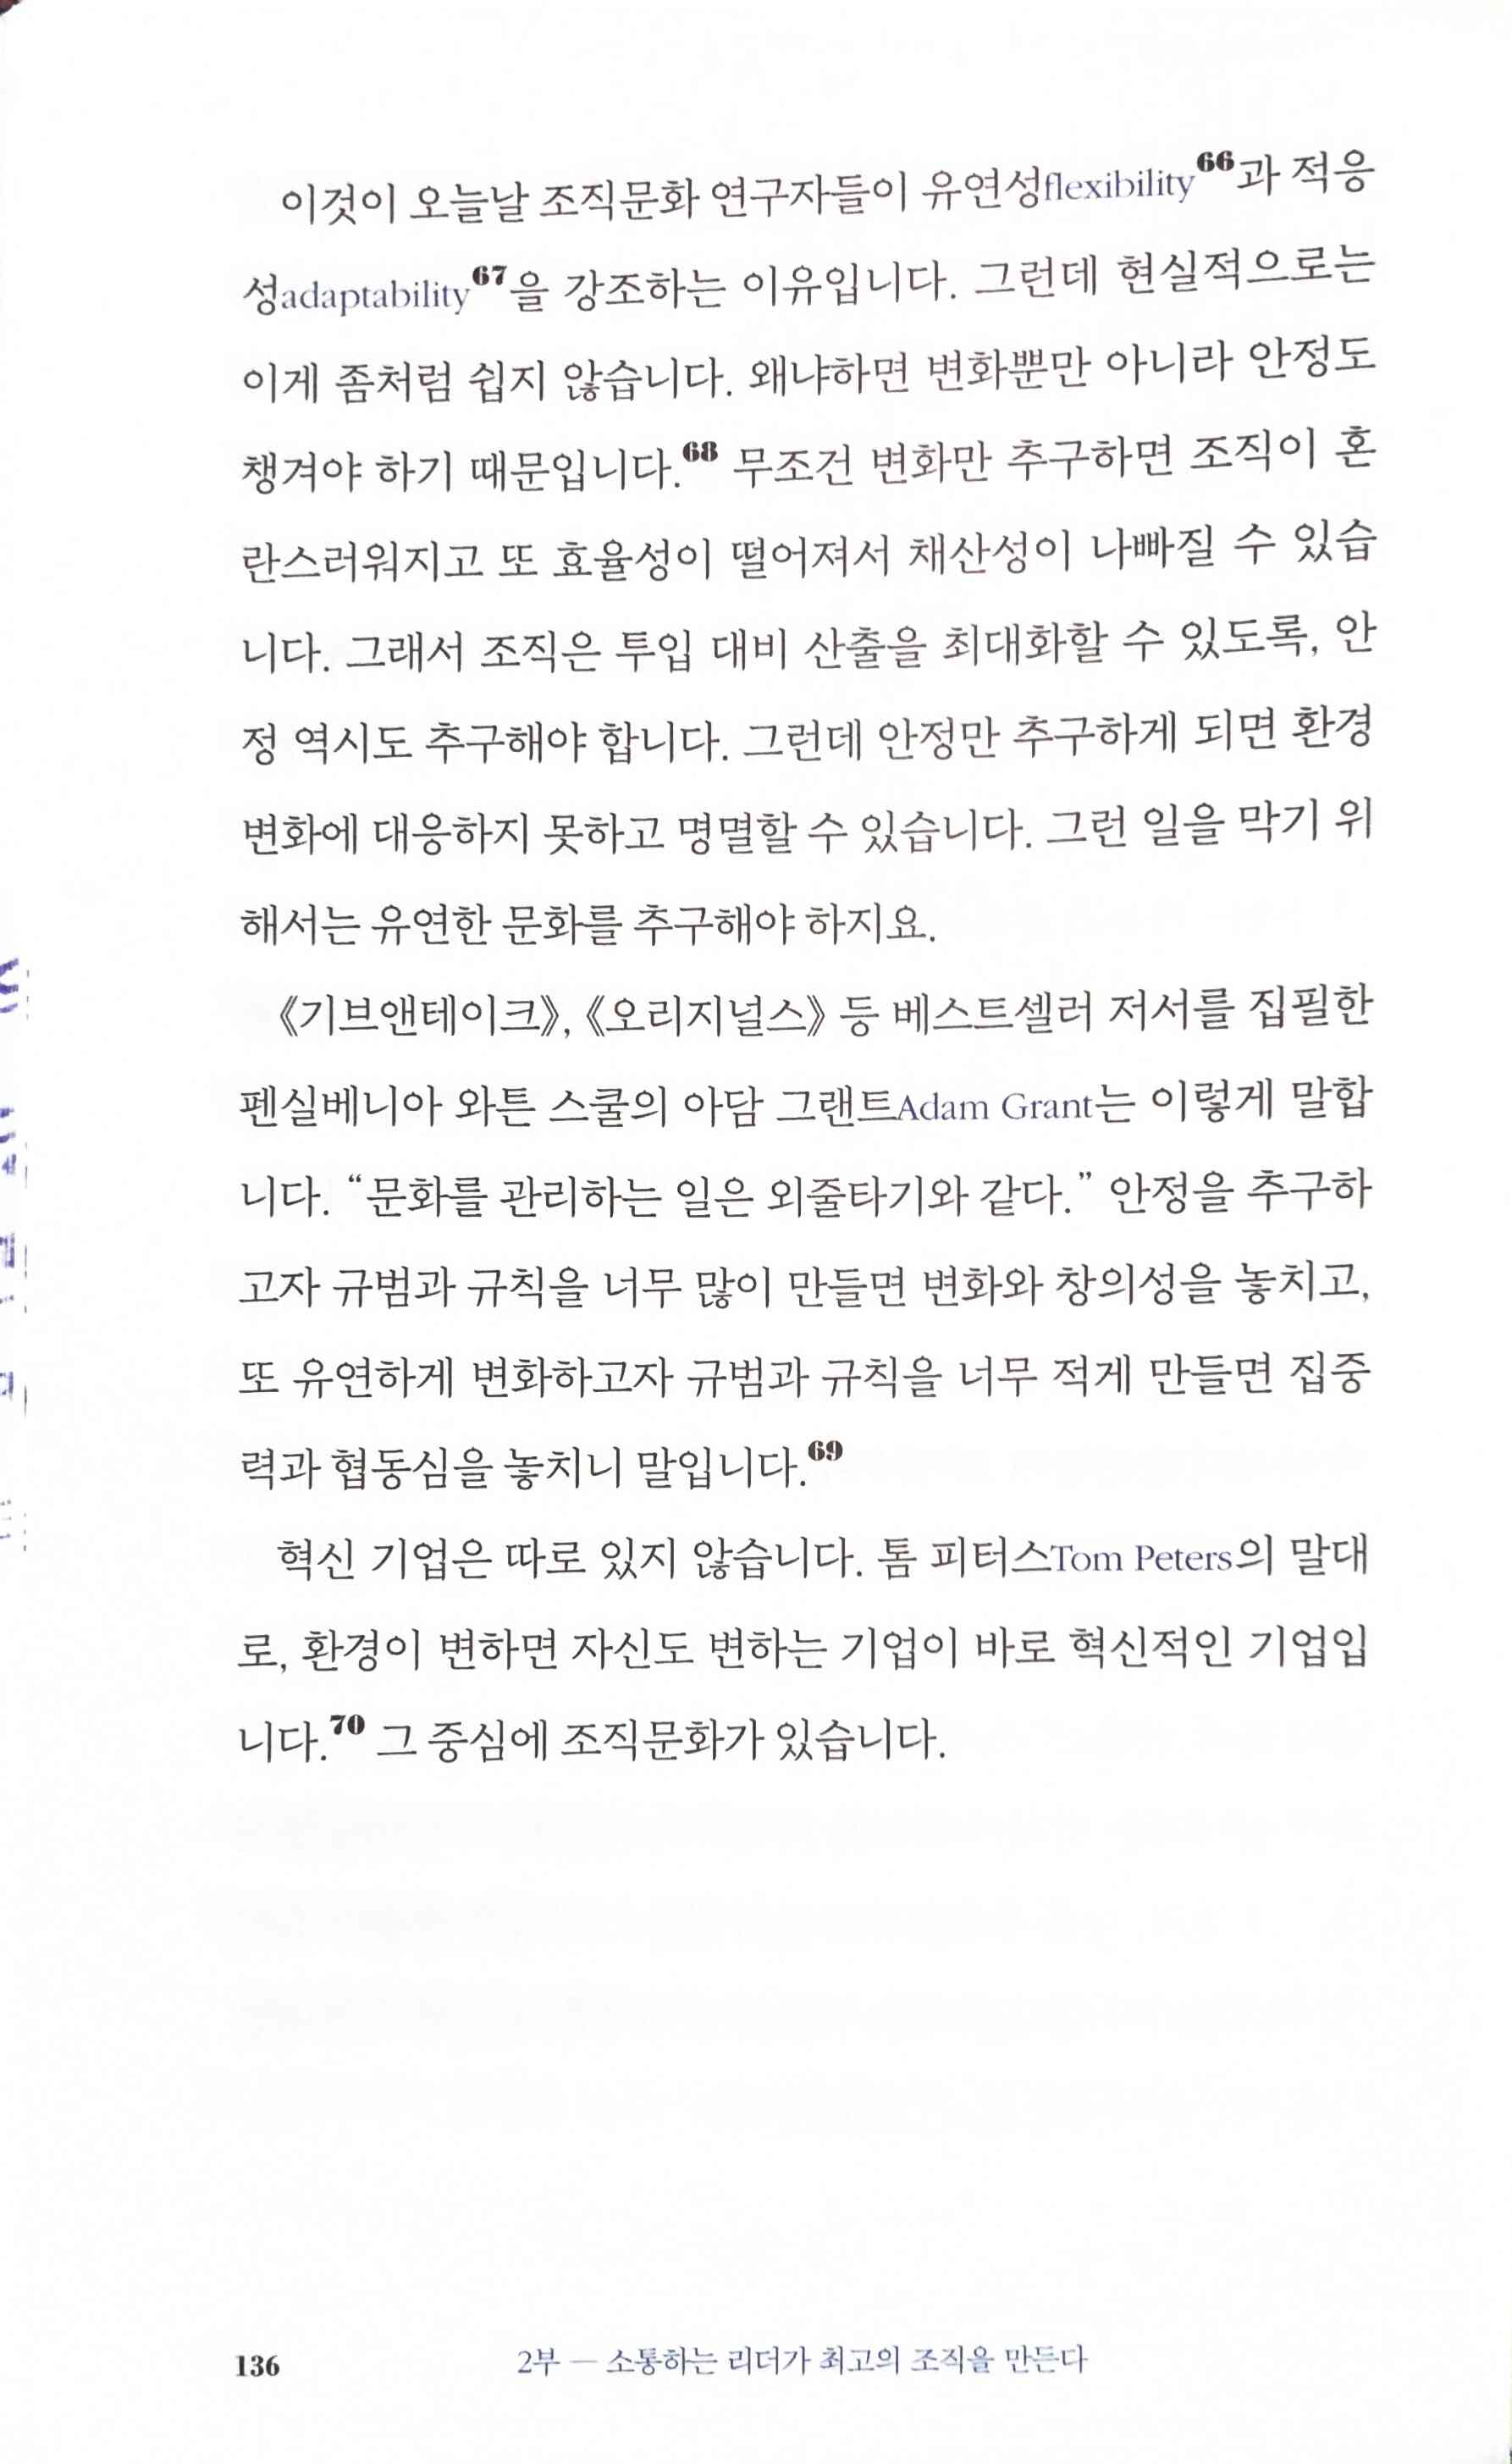 이것이 오늘날 조직문화 연구자들이 유연성flexibility66과 적응
성adaptability67을 강조하는 이유입니다. 그런데 현실적으로는
이게 좀처럼 쉽지 않습니다. 왜냐하면 변화뿐만 아니라 안정도
챙겨야 하기 때문입니다.68 무조건 변화만 추구하면 조직이 혼
란스러워지고 또 효율성이 떨어져서 채산성이 나빠질 수 있습
니다. 그래서 조직은 투입 대비 산출을 최대화할 수 있도록, 안
정 역시도 추구해야 합니다. 그런데 안정만 추구하게 되면 환경
변화에 대응하지 못하고 명멸할 수 있습니다. 그런 일을 막기 위
해서는 유연한 문화를 추구해야 하지요.
《기브앤테이크》, 《오리지널스》 등 베스트셀러 저서를 집필한
펜실베니아 와튼 스쿨의 아담 그랜트Adam Grant는 이렇게 말합
니다. “문화를 관리하는 일은 외줄타기와 같다.” 안정을 추구하
고자 규범과 규칙을 너무 많이 만들면 변화와 창의성을 놓치고,
또 유연하게 변화하고자 규범과 규칙을 너무 적게 만들면 집중
력과 협동심을 놓치니 말입니다.69
혁신 기업은 따로 있지 않습니다. 톰 피터스Tom Peters의 말대
로, 환경이 변하면 자신도 변하는 기업이 바로 혁신적인 기업입
니다.70 그 중심에 조직문화가 있습니다.
136 2부 — 소통하는 리더가 최고의 조직을 만든다